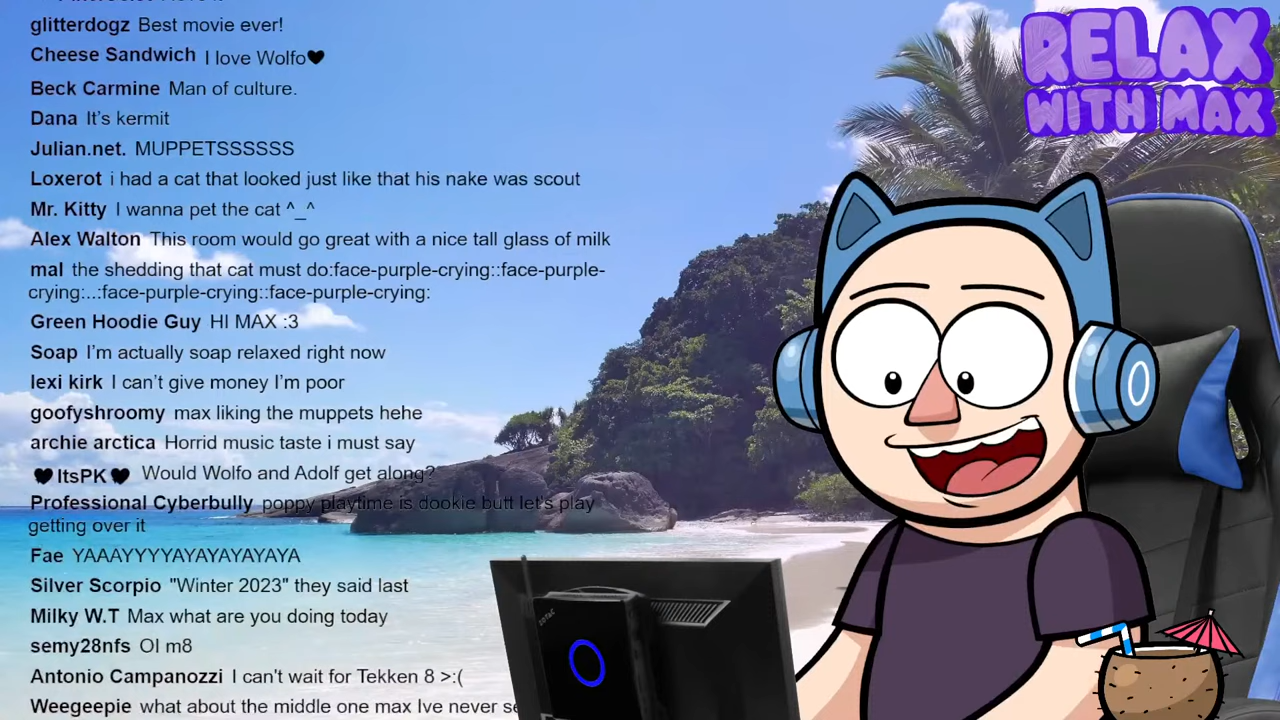 glitterdogz Best movie ever!
Cheese Sandwich I love Wolfo🖤
Beck Carmine Man of culture.
Dana It’s kermit
Julian.net. MUPPETSSSSSS
Loxerot i had a cat that looked just like that his nake was scout
Mr. Kitty I wanna pet the cat ^_^
Alex Walton This room would go great with a nice tall glass of milk
mal the shedding that cat must do:face-purple-crying::face-purple-
crying:..:face-purple-crying::face-purple-crying:
Green Hoodie Guy HI MAX :3
Soap I’m actually soap relaxed right now
lexi kirk I can’t give money I’m poor
goofyshroomy max liking the muppets hehe
archie arctica Horrid music taste i must say
🖤 ItsPK 🖤 Would Wolfo and Adolf get along?
Professional Cyberbully poppy playtime is dookie butt let's play
getting over it
Fae YAAAYYYYAYAYAYAYAYA
Silver Scorpio "Winter 2023" they said last
Milky W.T Max what are you doing today
semy28nfs OI m8
Antonio Campanozzi I can't wait for Tekken 8 >:(
Weegeepie what about the middle one max Ive never
RELAX
WITH MAX
ZOTAC